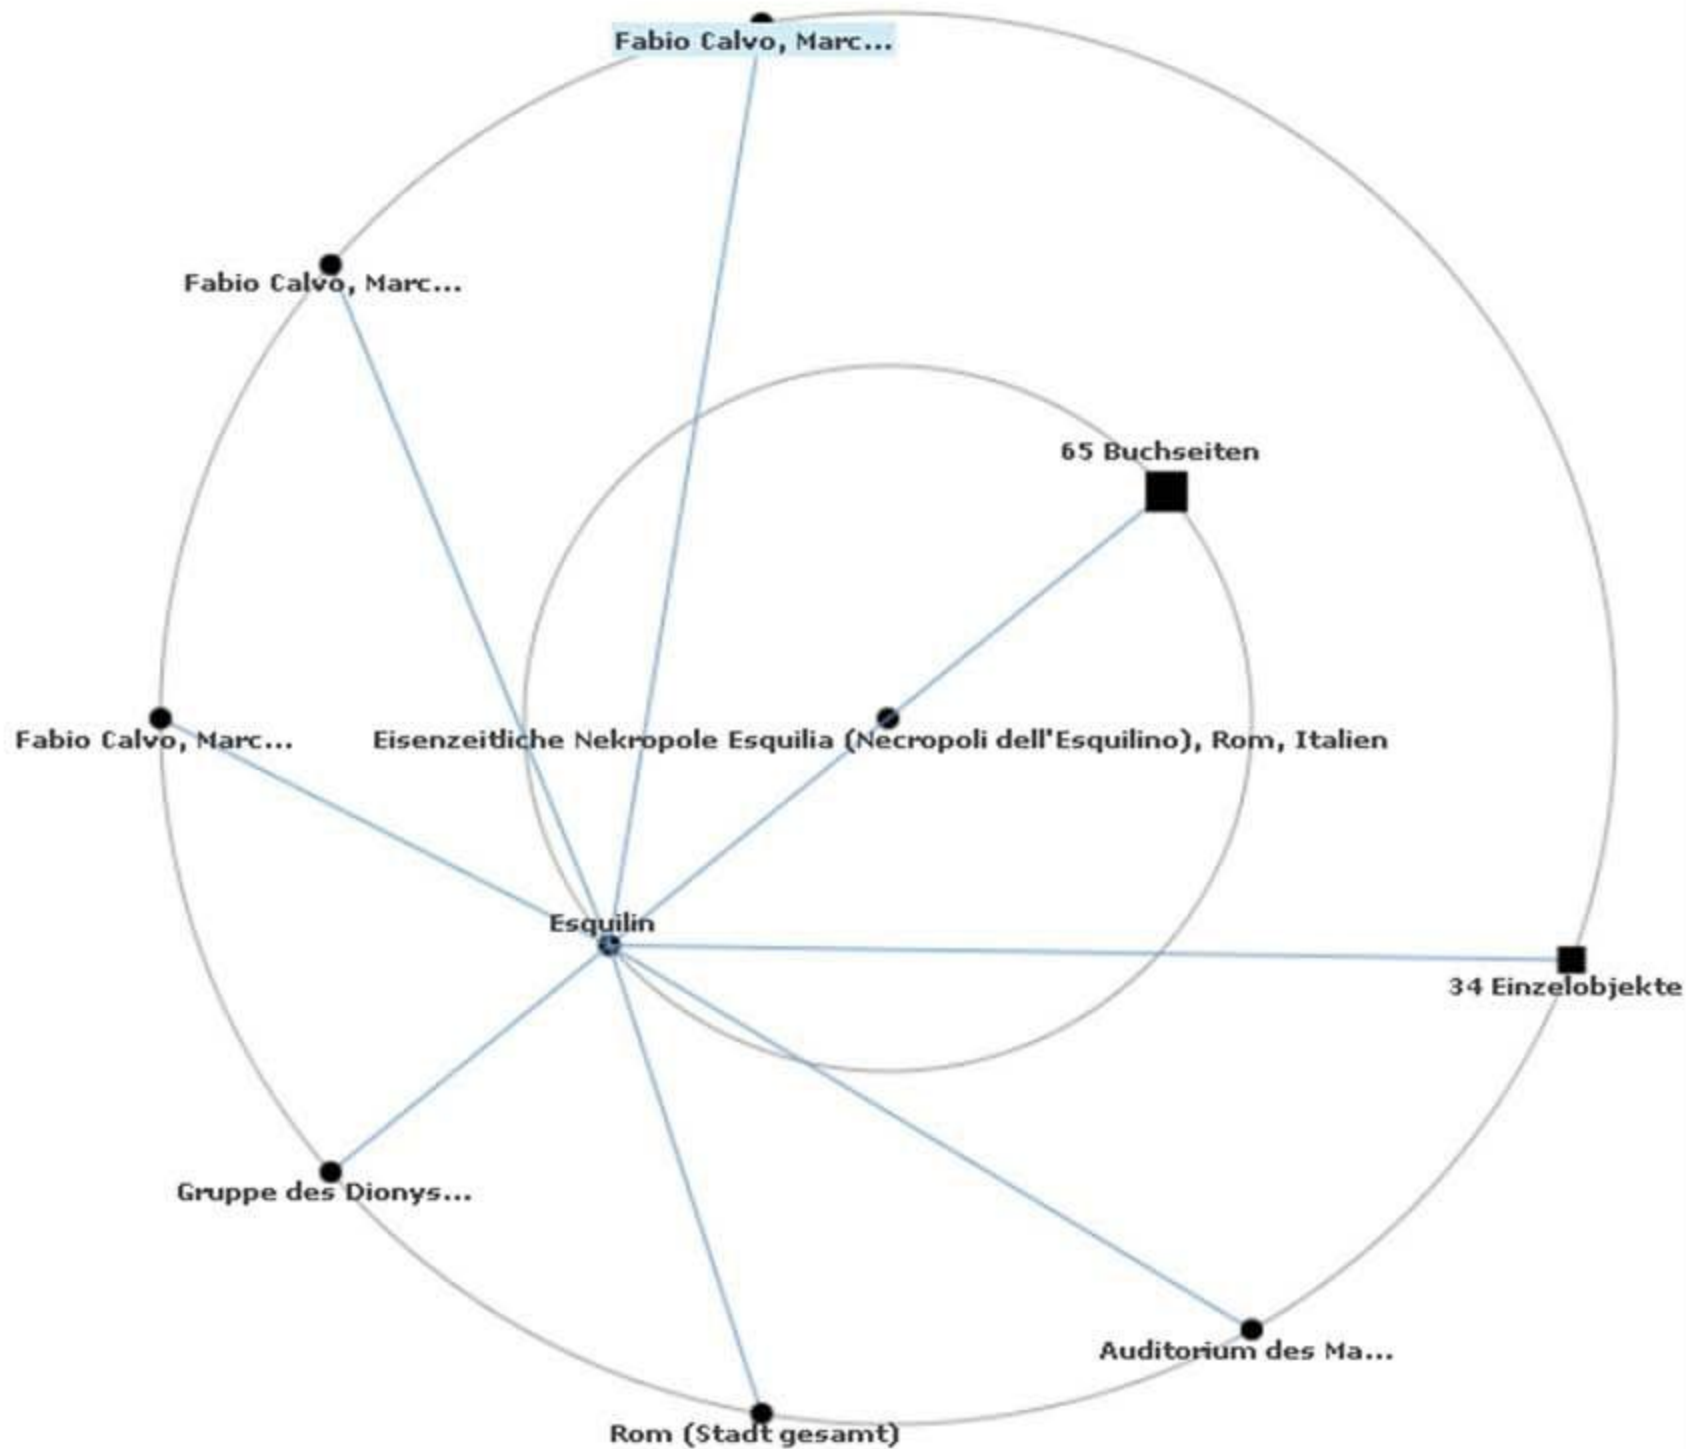 Fabio Calvo, Marc...
Fabio Calvo, Marc...
65 Buchseiten
Fabio Calvo, Marc...
Eisenzeitliche Nekropole Esquilia (Necropoli dell'Esquilino), Rom, Italien
Esquilin
34 Einzelobjekte
Gruppe des Dionys...
Auditorium des Ma...
Rom (Stadt gesamt)